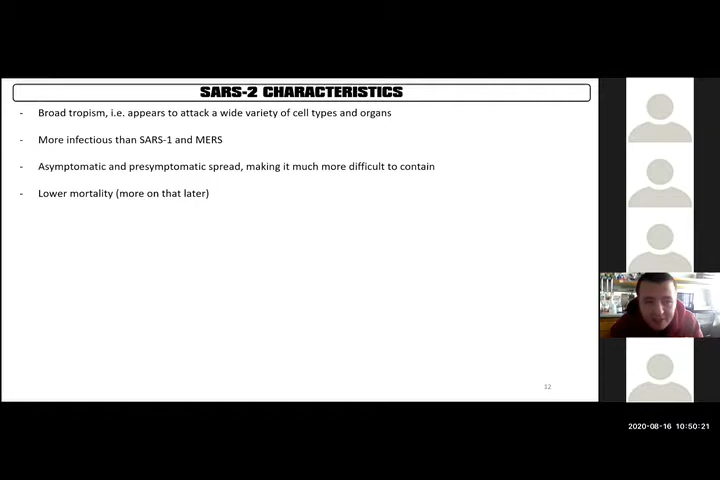 SARS-2 CHARACTERISTICS
- Broad tropism, i.e. appears to attack a wide variety of cell types and organs
- More infectious than SARS-1 and MERS
- Asymptomatic and presymptomatic spread, making it much more difficult to contain
- Lower mortality (more on that later)
12
2020-08-16 10:50:21